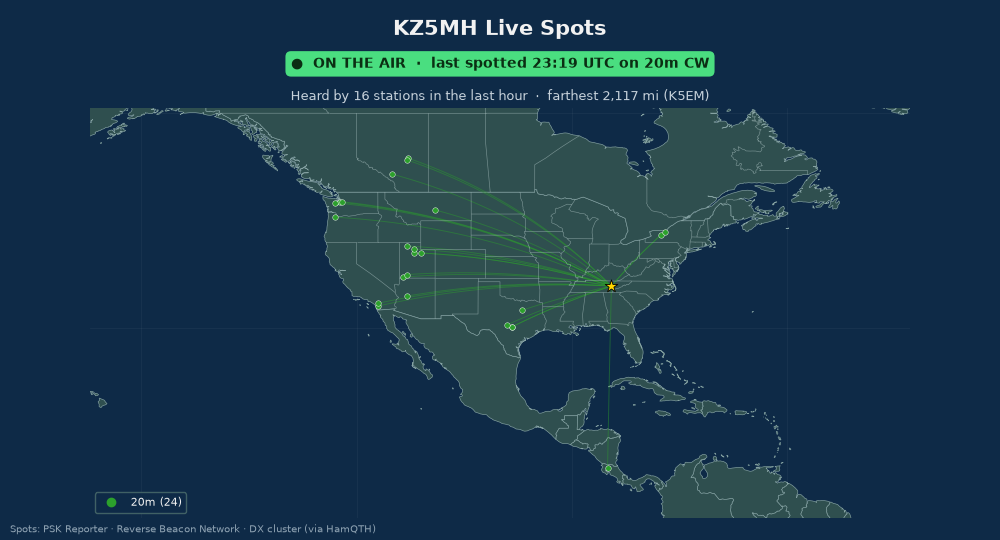 KZ5MH Live Spots
● ON THE AIR · last spotted 23:19 UTC on 20m CW
Heard by 16 stations in the last hour · farthest 2,117 mi (K5EM)
20m (24)
Spots: PSK Reporter · Reverse Beacon Network · DX cluster (via HamQTH)